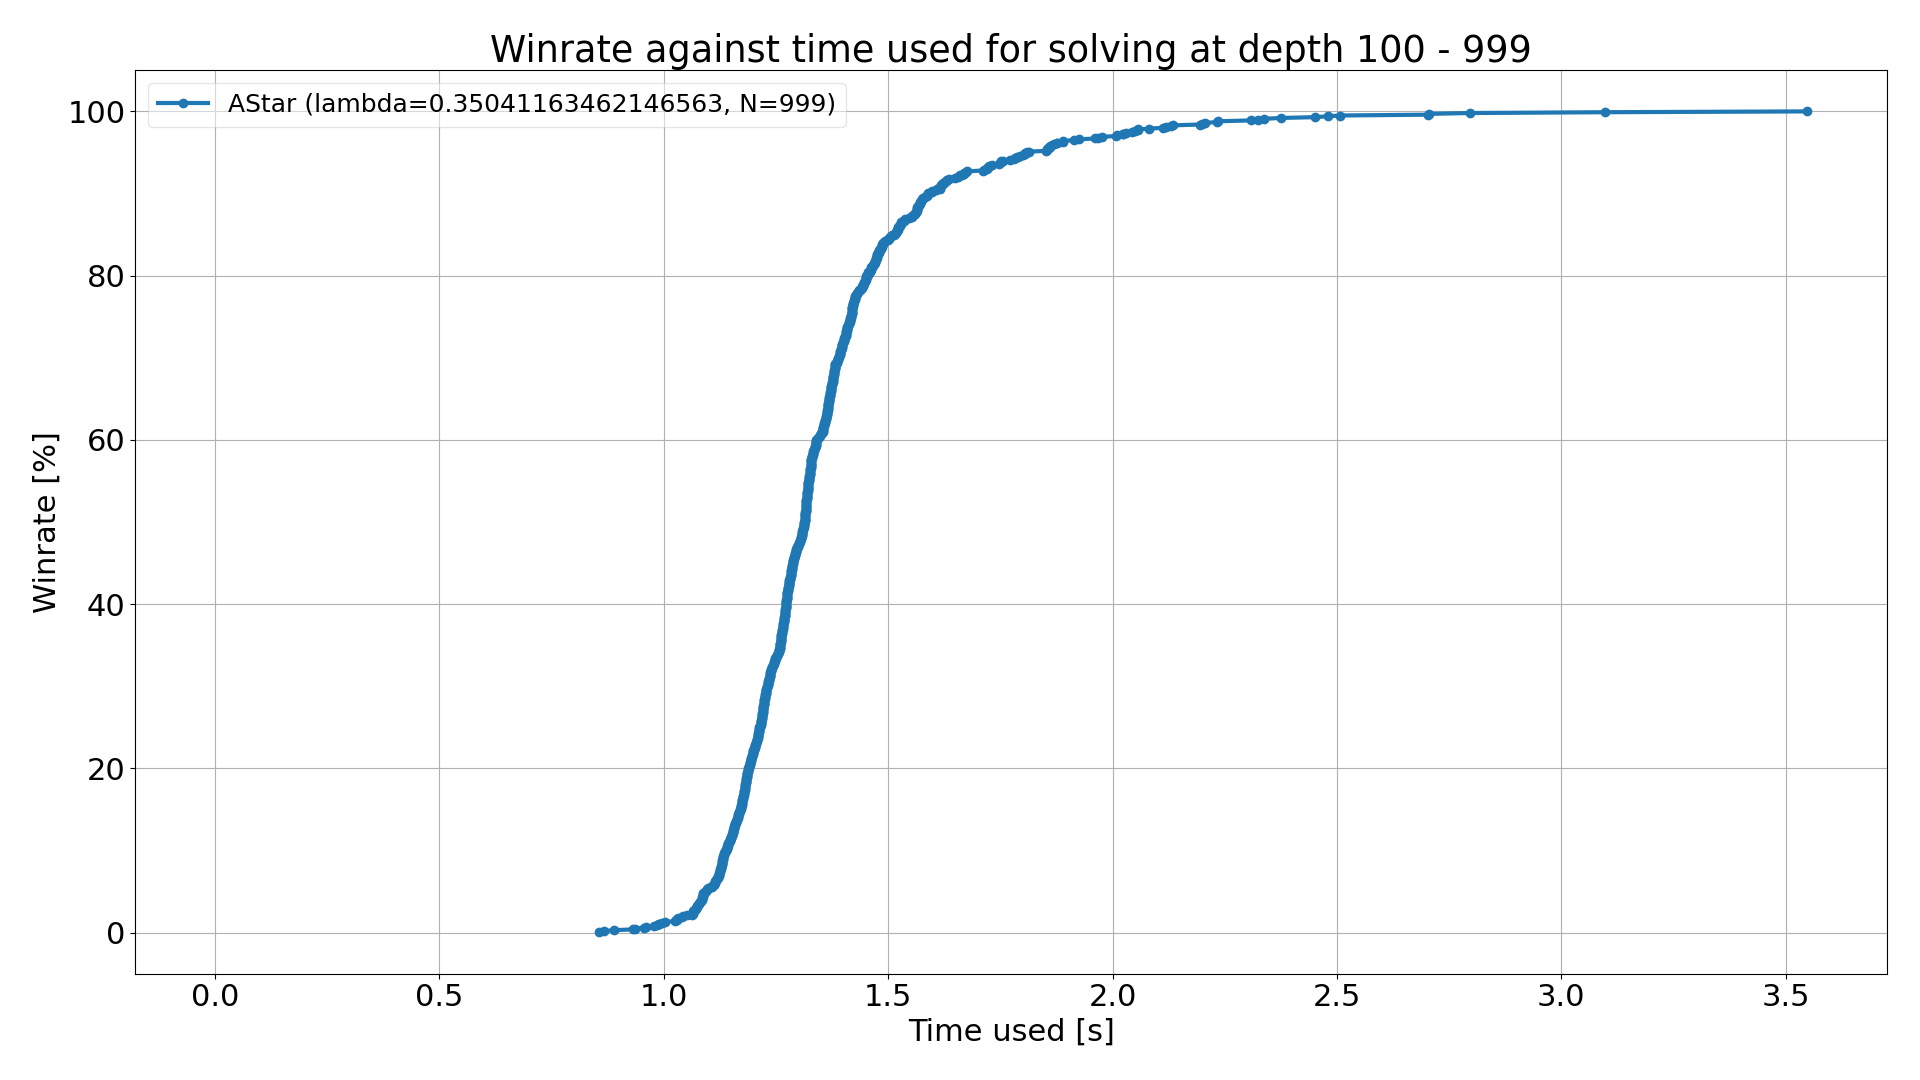 Winrate against time used for solving at depth 100 - 999
AStar (lambda=0.35041163462146563, N=999)
100
80
60
40
20
0
Winrate [%]
0.0 0.5 1.0 1.5 2.0 2.5 3.0 3.5
Time used [s]